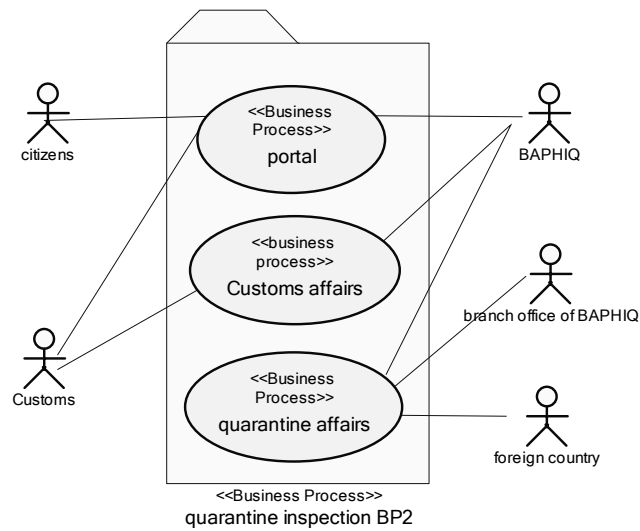 <<Business
Process>>
portal
citizens
BAPHIQ
<<business
process>>
Customs affairs
branch office of BAPHIQ
Customs
<<Business
Process>>
quarantine affairs
foreign country
<<Business Process>>
quarantine inspection BP2